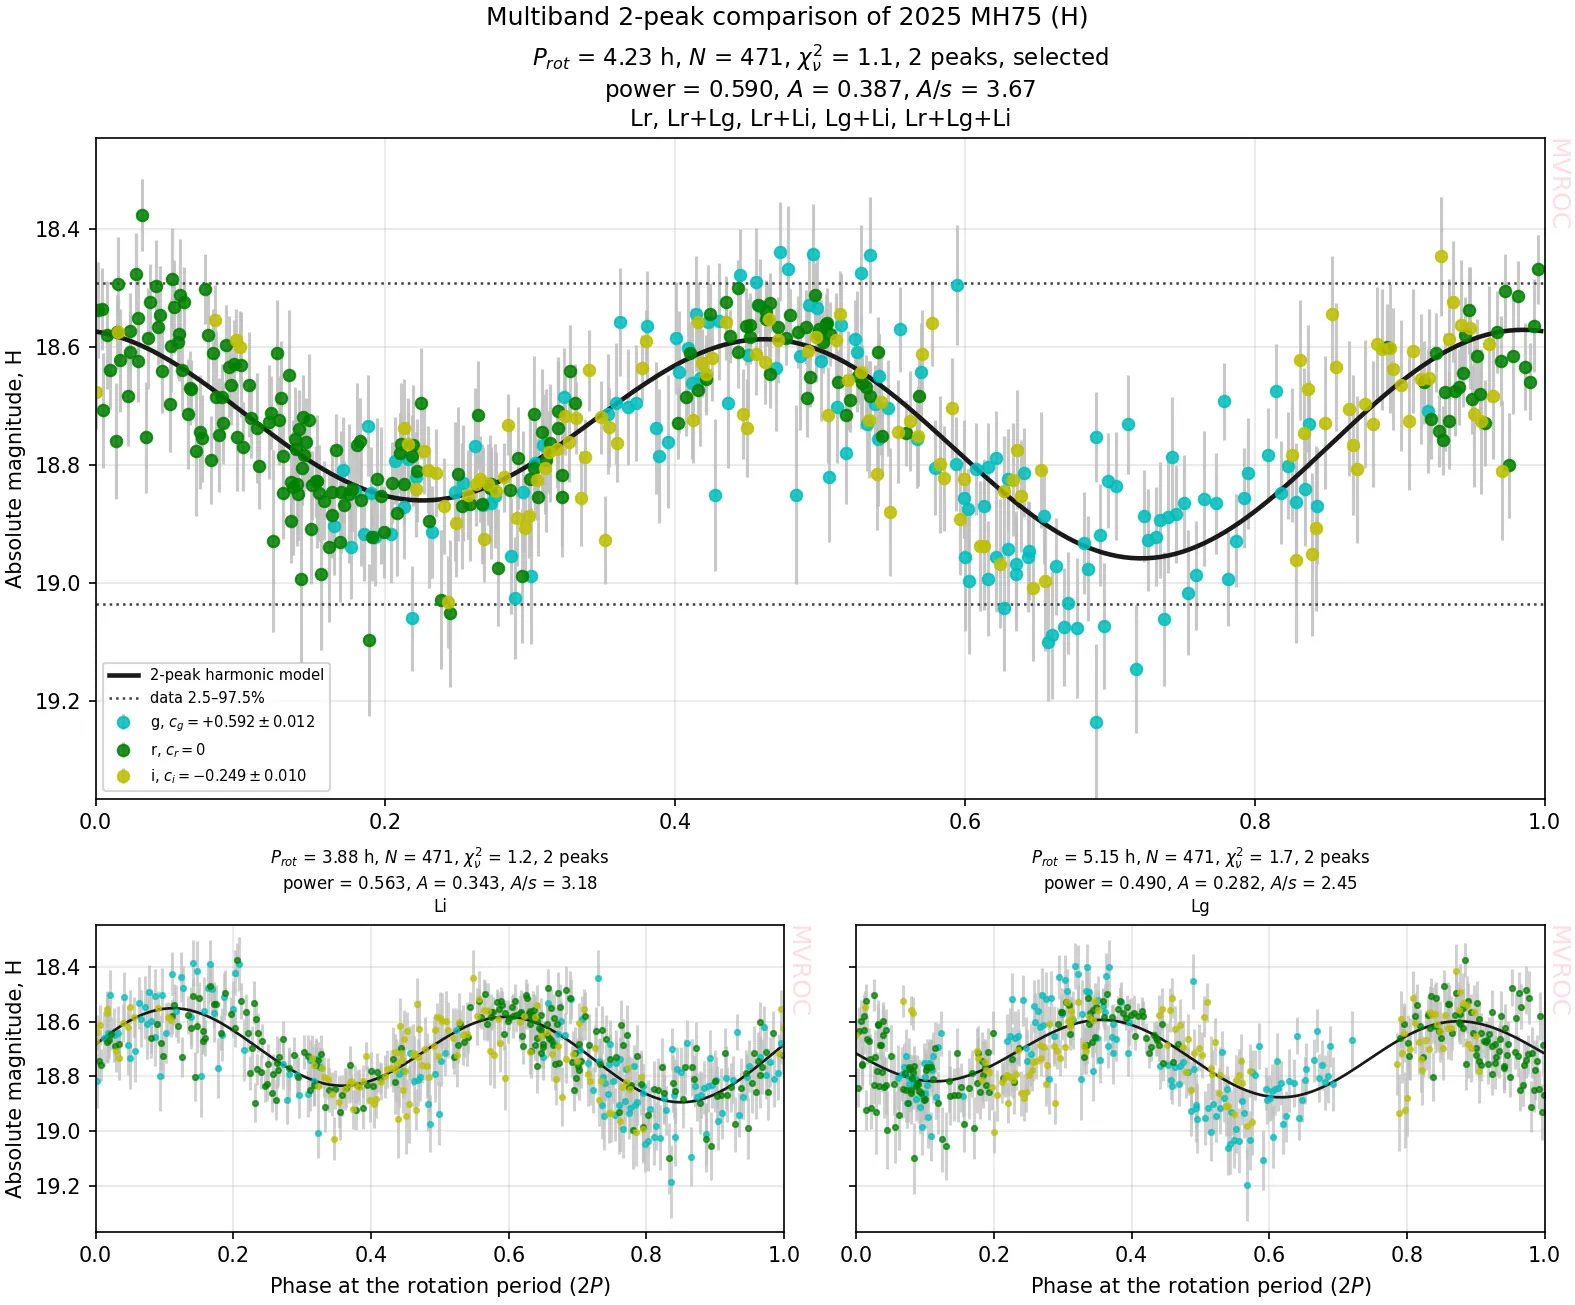 Multiband 2-peak comparison of 2025 MH75 (H)
P_rot = 4.23 h, N = 471, χ²_ν = 1.1, 2 peaks, selected
power = 0.590, A = 0.387, A/s = 3.67
Lr, Lr+Lg, Lr+Li, Lg+Li, Lr+Lg+Li
MVROC
Absolute magnitude, H
18.4
18.6
18.8
19.0
19.2
2-peak harmonic model
data 2.5–97.5%
g, c_g = +0.592 ± 0.012
r, c_r = 0
i, c_i = −0.249 ± 0.010
0.0 0.2 0.4 0.6 0.8 1.0
P_rot = 3.88 h, N = 471, χ²_ν = 1.2, 2 peaks
power = 0.563, A = 0.343, A/s = 3.18
Li
MVROC
Absolute magnitude, H
18.4
18.6
18.8
19.0
19.2
0.0 0.2 0.4 0.6 0.8 1.0
Phase at the rotation period (2P)
P_rot = 5.15 h, N = 471, χ²_ν = 1.7, 2 peaks
power = 0.490, A = 0.282, A/s = 2.45
Lg
MVROC
0.0 0.2 0.4 0.6 0.8 1.0
Phase at the rotation period (2P)